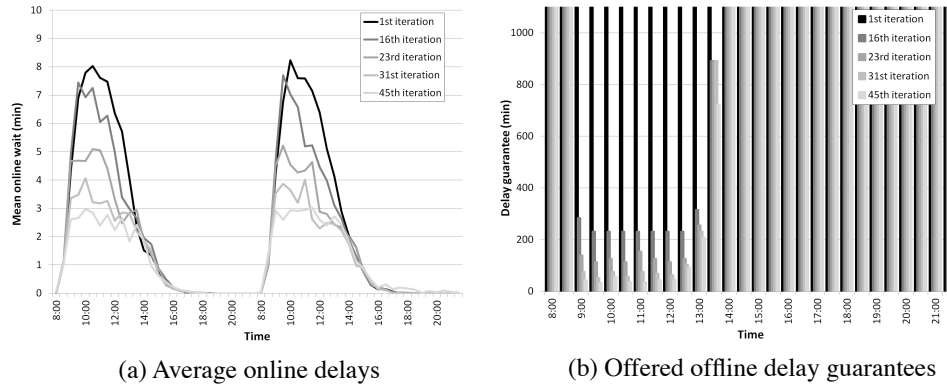 10
9
8
7
6
5
4
3
2
1
0
Mean online wait (min)
1st iteration
16th iteration
23rd iteration
31st iteration
45th iteration
8:00
10:00
12:00
14:00
16:00
18:00
20:00
8:00
10:00
12:00
14:00
16:00
18:00
20:00
Time
(a) Average online delays
1000
800
600
400
200
0
Delay guarantee (min)
1st iteration
16th iteration
23rd iteration
31st iteration
45th iteration
8:00
9:00
10:00
11:00
12:00
13:00
14:00
15:00
16:00
17:00
18:00
19:00
20:00
21:00
Time
(b) Offered offline delay guarantees